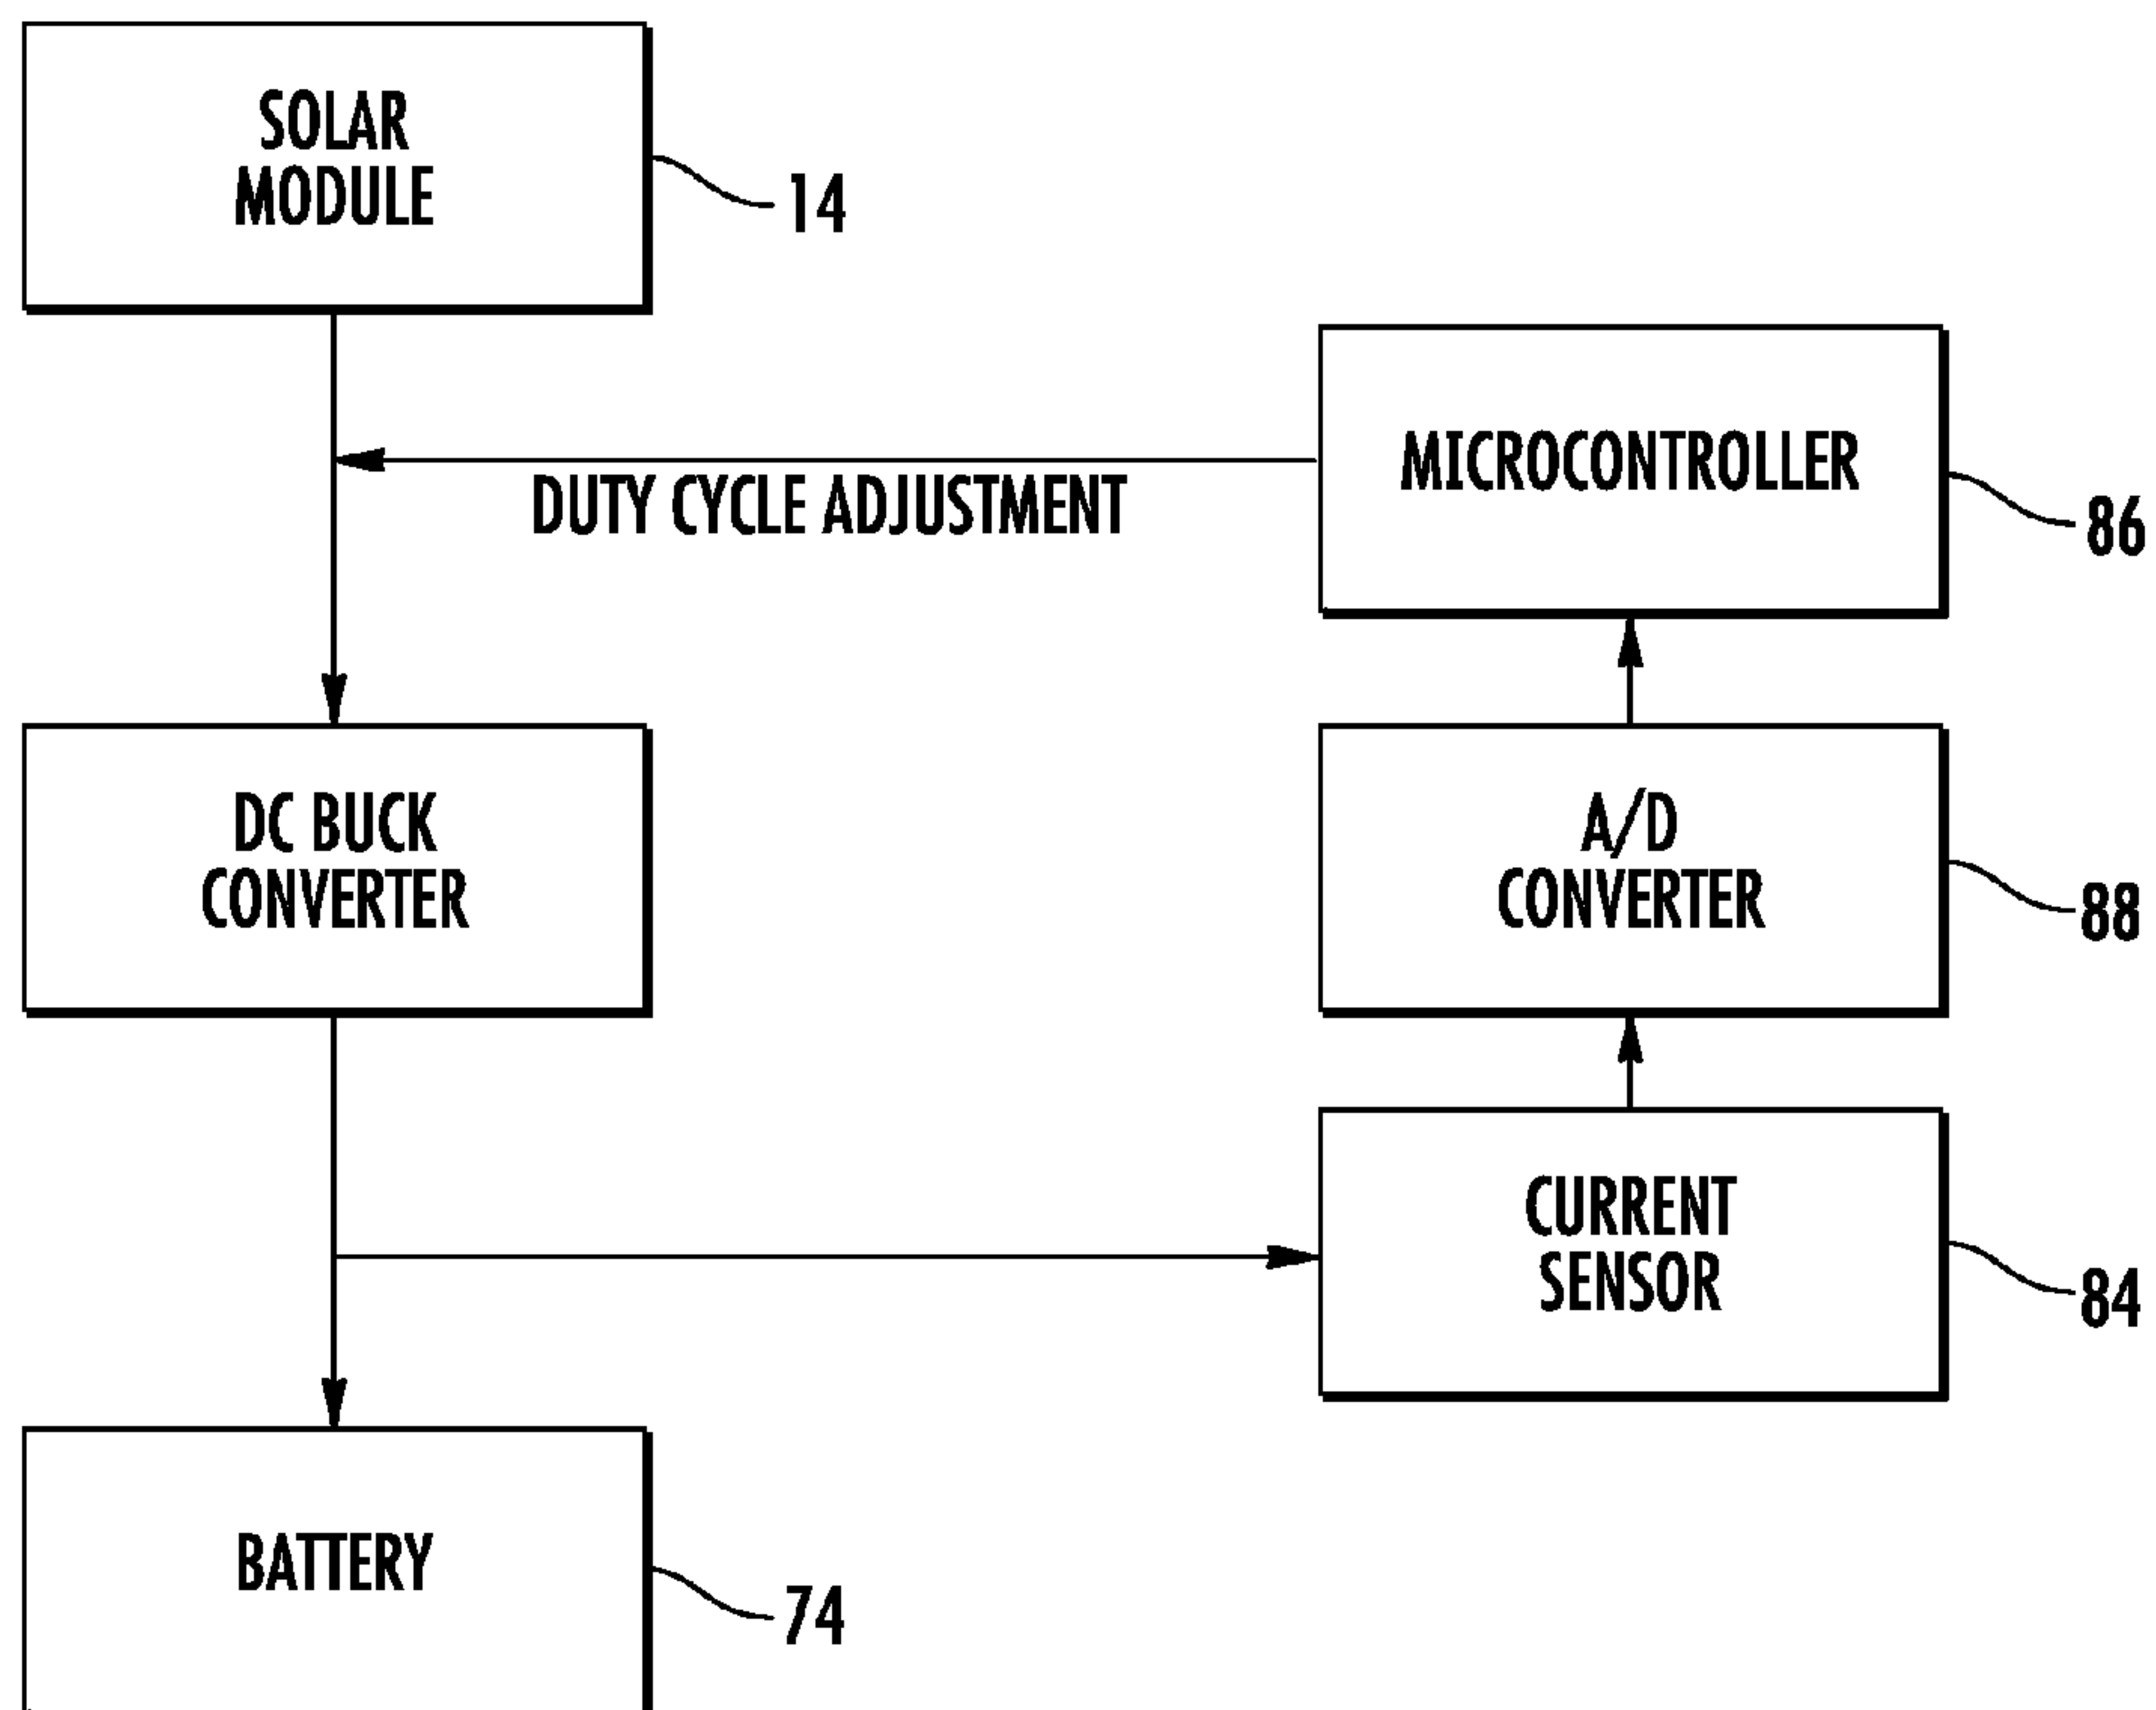 SOLAR
MODULE
14
MICROCONTROLLER
86
DUTY CYCLE ADJUSTMENT
DC BUCK
CONVERTER
A/D
CONVERTER
88
CURRENT
SENSOR
84
BATTERY
74